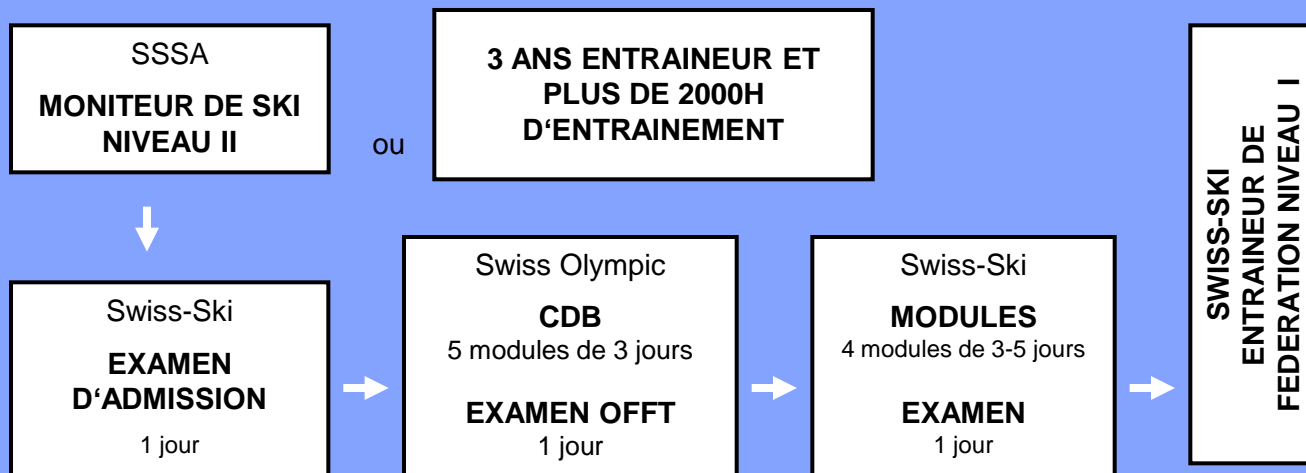 SSSA
MONITEUR DE SKI
NIVEAU II
ou
3 ANS ENTRAINEUR ET
PLUS DE 2000H
D‘ENTRAINEMENT
Swiss-Ski
EXAMEN
D‘ADMISSION
1 jour
Swiss Olympic
CDB
5 modules de 3 jours
EXAMEN OFFT
1 jour
Swiss-Ski
MODULES
4 modules de 3-5 jours
EXAMEN
1 jour
SWISS-SKI
ENTRAINEUR DE
FEDERATION NIVEAU I